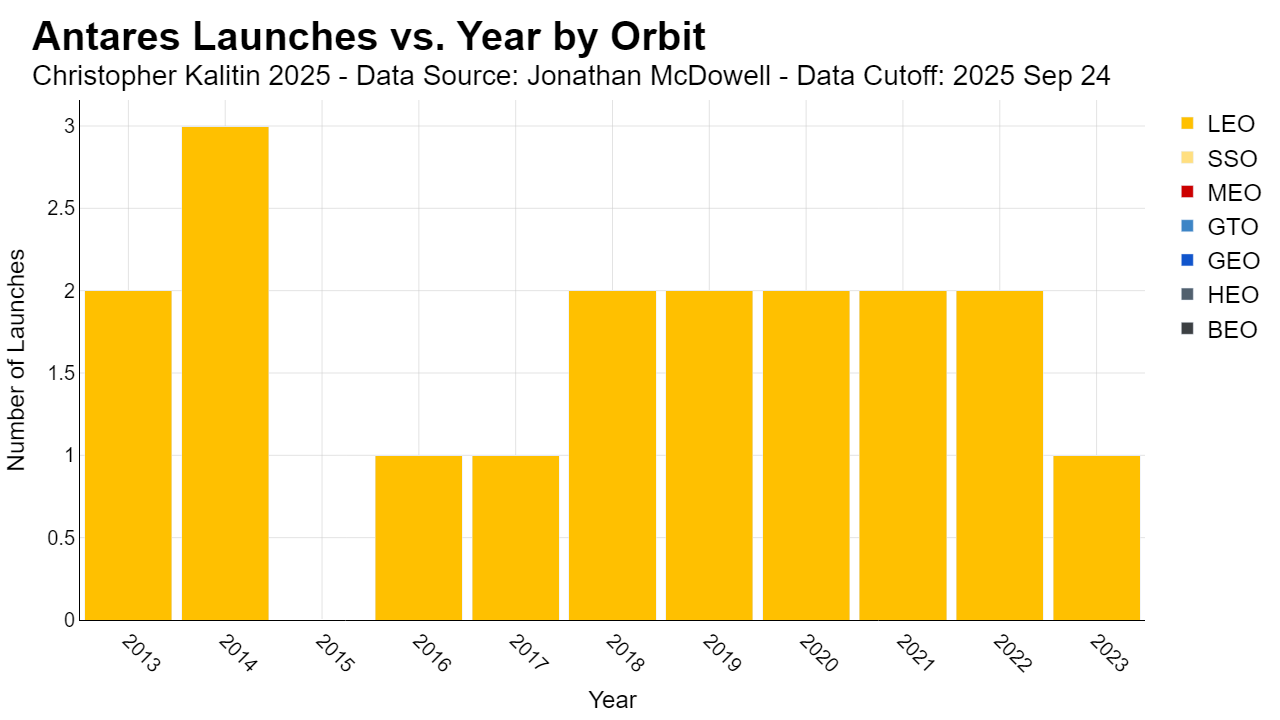 Antares Launches vs. Year by Orbit
Christopher Kalitin 2025 - Data Source: Jonathan McDowell - Data Cutoff: 2025 Sep 24
Number of Launches
3
2.5
2
1.5
1
0.5
0
2013
2014
2015
2016
2017
2018
2019
2020
2021
2022
2023
Year
LEO
SSO
MEO
GTO
GEO
HEO
BEO